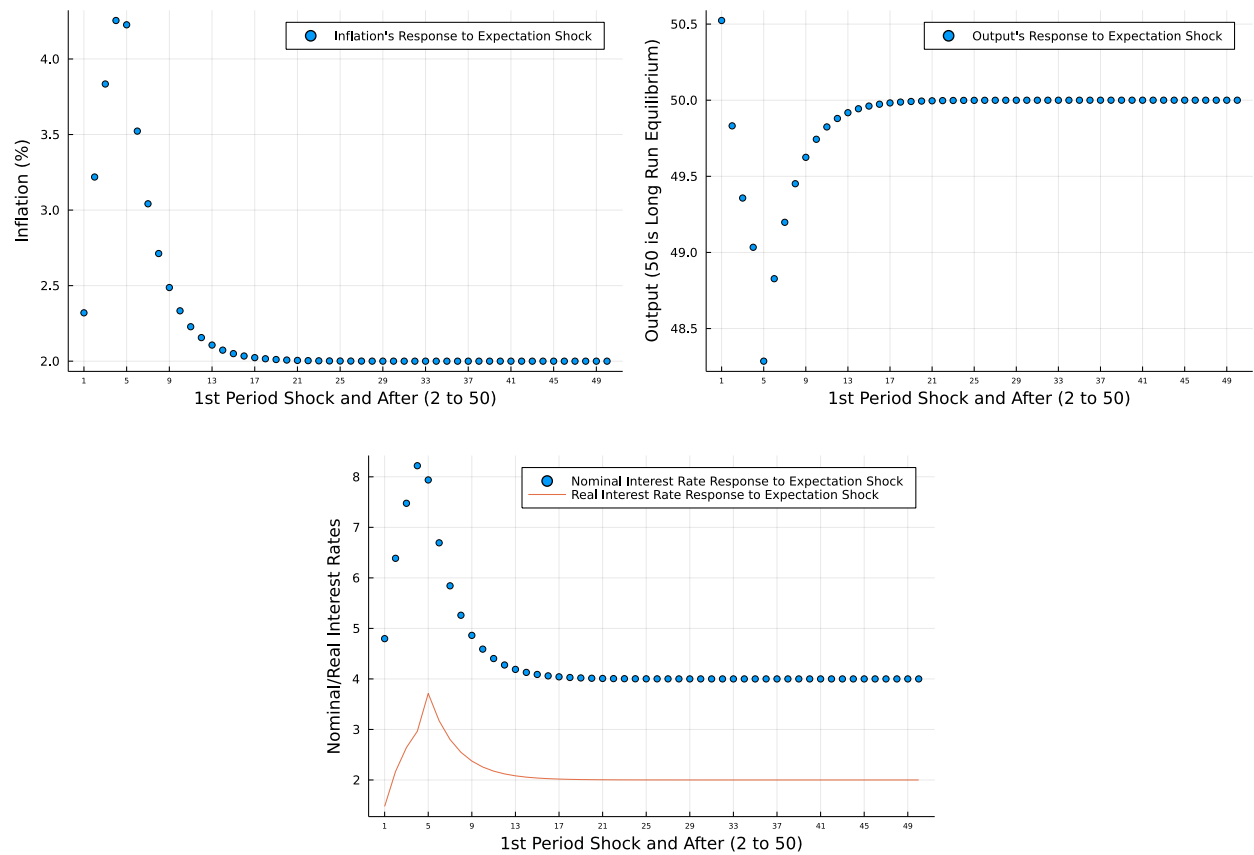 Inflation's Response to Expectation Shock
Inflation (%)
4.0
3.5
3.0
2.5
2.0
1 5 9 13 17 21 25 29 33 37 41 45 49
1st Period Shock and After (2 to 50)
Output's Response to Expectation Shock
Output (50 is Long Run Equilibrium)
50.5
50.0
49.5
49.0
48.5
1 5 9 13 17 21 25 29 33 37 41 45 49
1st Period Shock and After (2 to 50)
Nominal Interest Rate Response to Expectation Shock
Real Interest Rate Response to Expectation Shock
Nominal/Real Interest Rates
8
7
6
5
4
3
2
1 5 9 13 17 21 25 29 33 37 41 45 49
1st Period Shock and After (2 to 50)